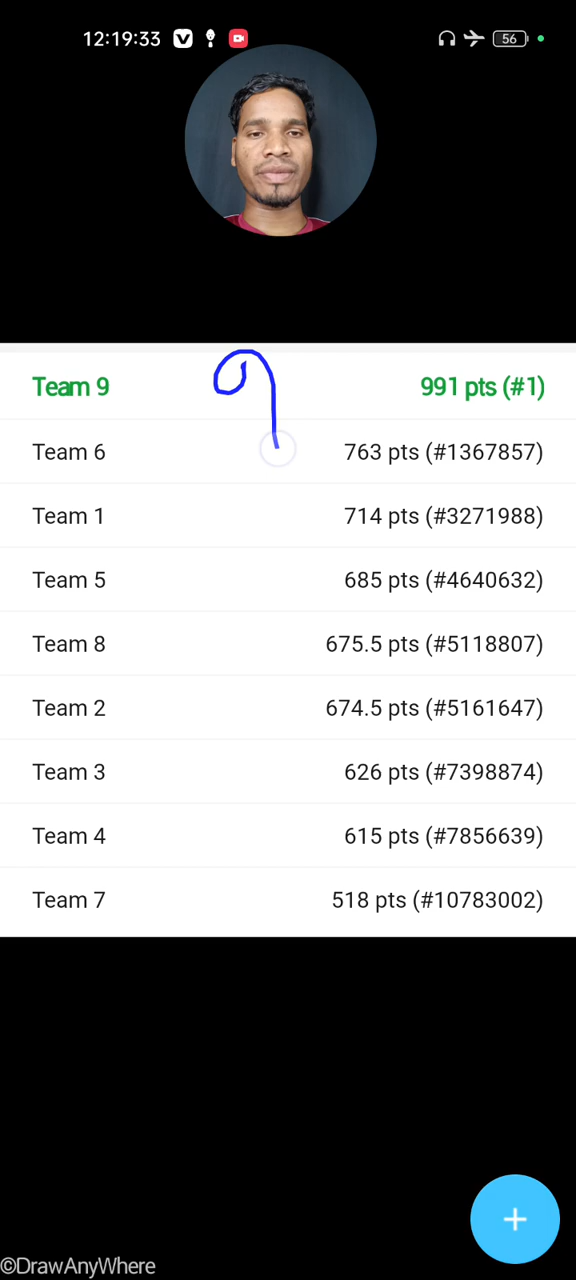 12:19:33 V 56
9
Team 9 991 pts (#1)
Team 6 763 pts (#1367857)
Team 1 714 pts (#3271988)
Team 5 685 pts (#4640632)
Team 8 675.5 pts (#5118807)
Team 2 674.5 pts (#5161647)
Team 3 626 pts (#7398874)
Team 4 615 pts (#7856639)
Team 7 518 pts (#10783002)
+
©DrawAnyWhere